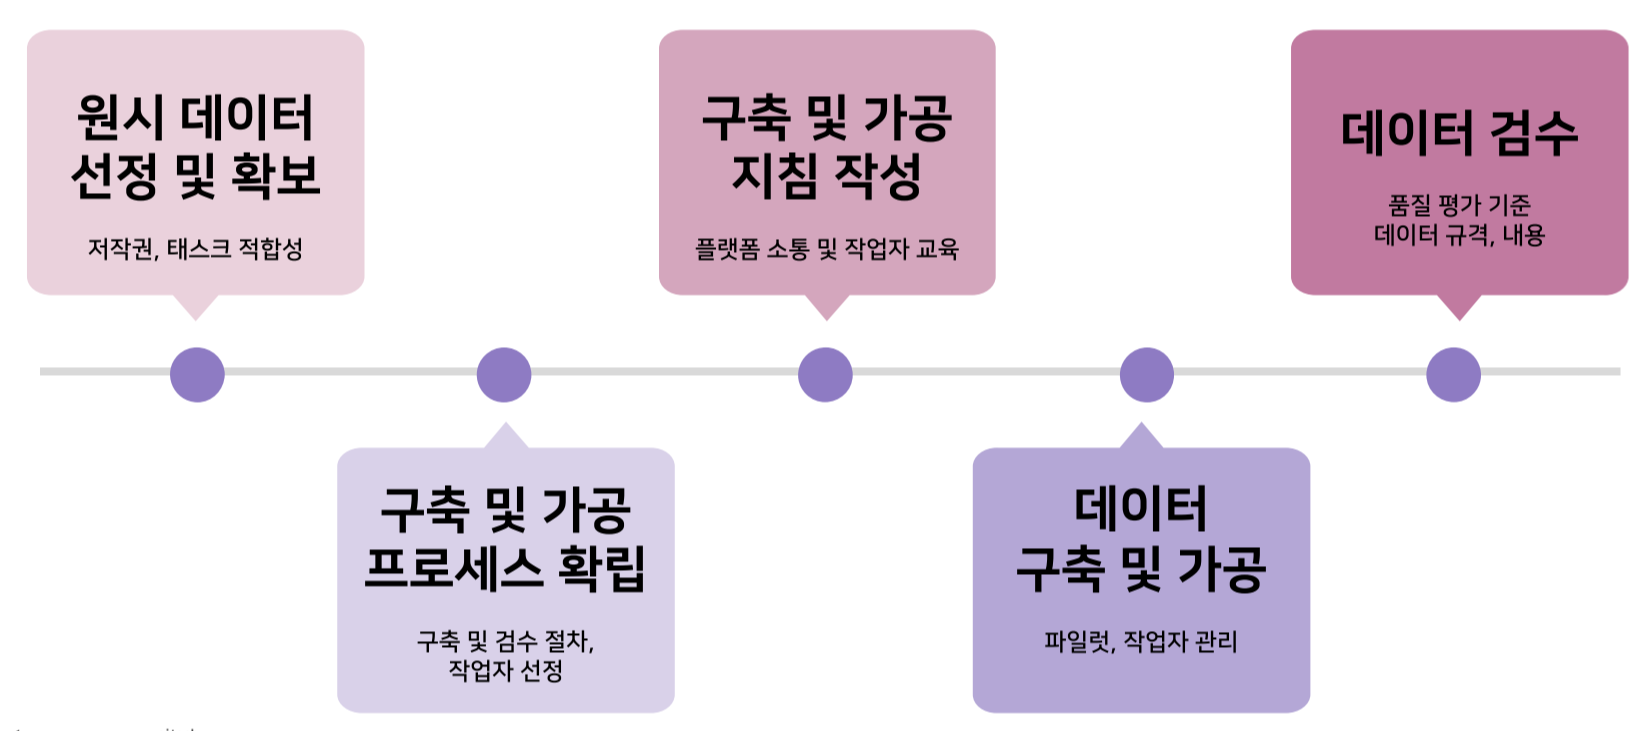 원시 데이터
선정 및 확보
저작권, 태스크 적합성
구축 및 가공
프로세스 확립
구축 및 검수 절차,
작업자 선정
구축 및 가공
지침 작성
플랫폼 소통 및 작업자 교육
데이터
구축 및 가공
파일럿, 작업자 관리
데이터 검수
품질 평가 기준
데이터 규격, 내용